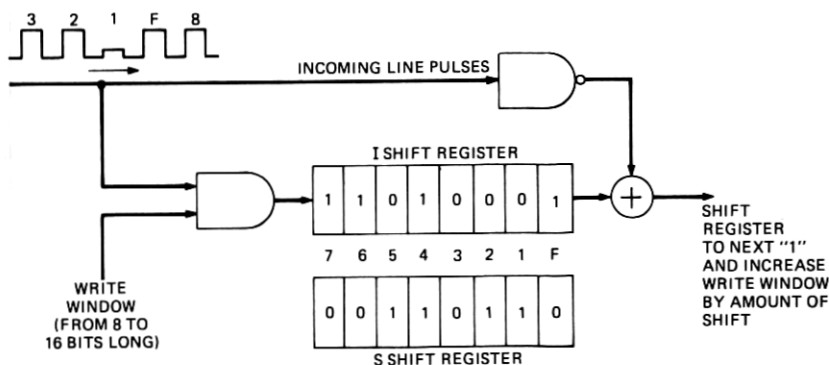 3 2 1 F 8
INCOMING LINE PULSES
I SHIFT REGISTER
1 1 0 1 0 0 0 1
7 6 5 4 3 2 1 F
0 0 1 1 0 1 1 0
S SHIFT REGISTER
WRITE
WINDOW
(FROM 8 TO
16 BITS LONG)
SHIFT
REGISTER
TO NEXT "1"
AND INCREASE
WRITE WINDOW
BY AMOUNT OF
SHIFT